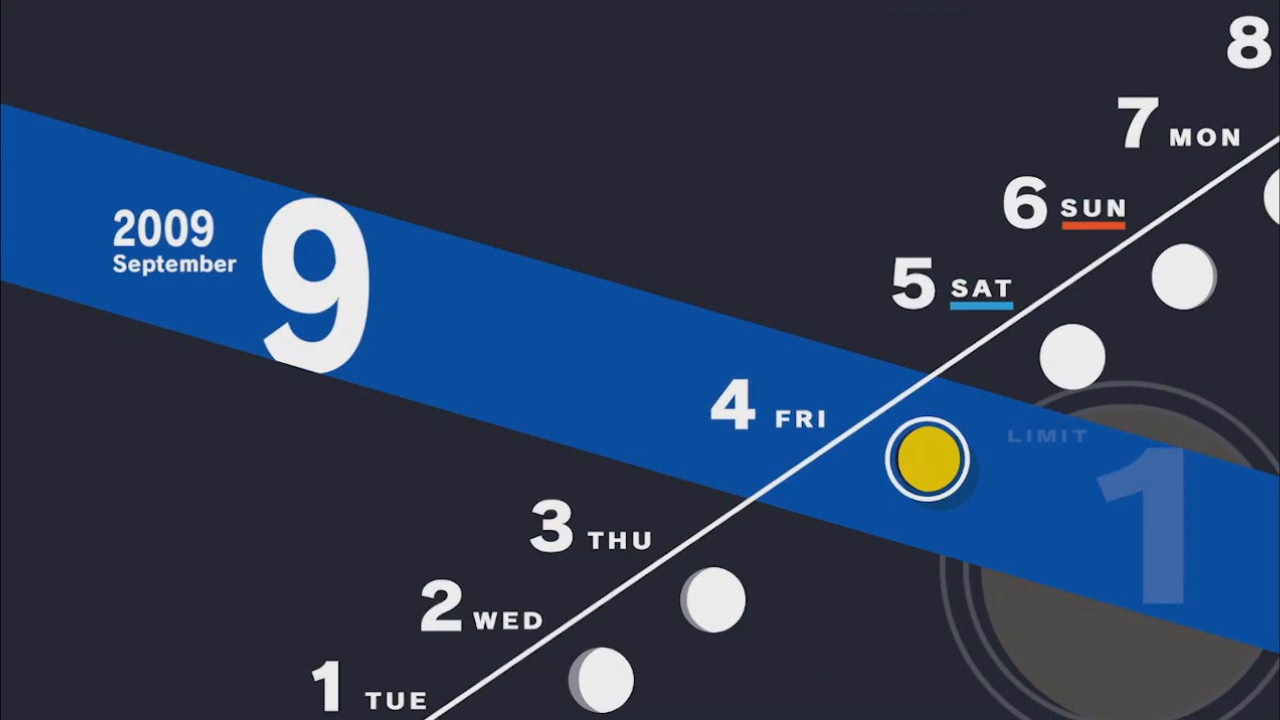 8
7 MON
6 SUN
2009
September
9
5 SAT
4 FRI
LIMIT
1
3 THU
2 WED
1 TUE